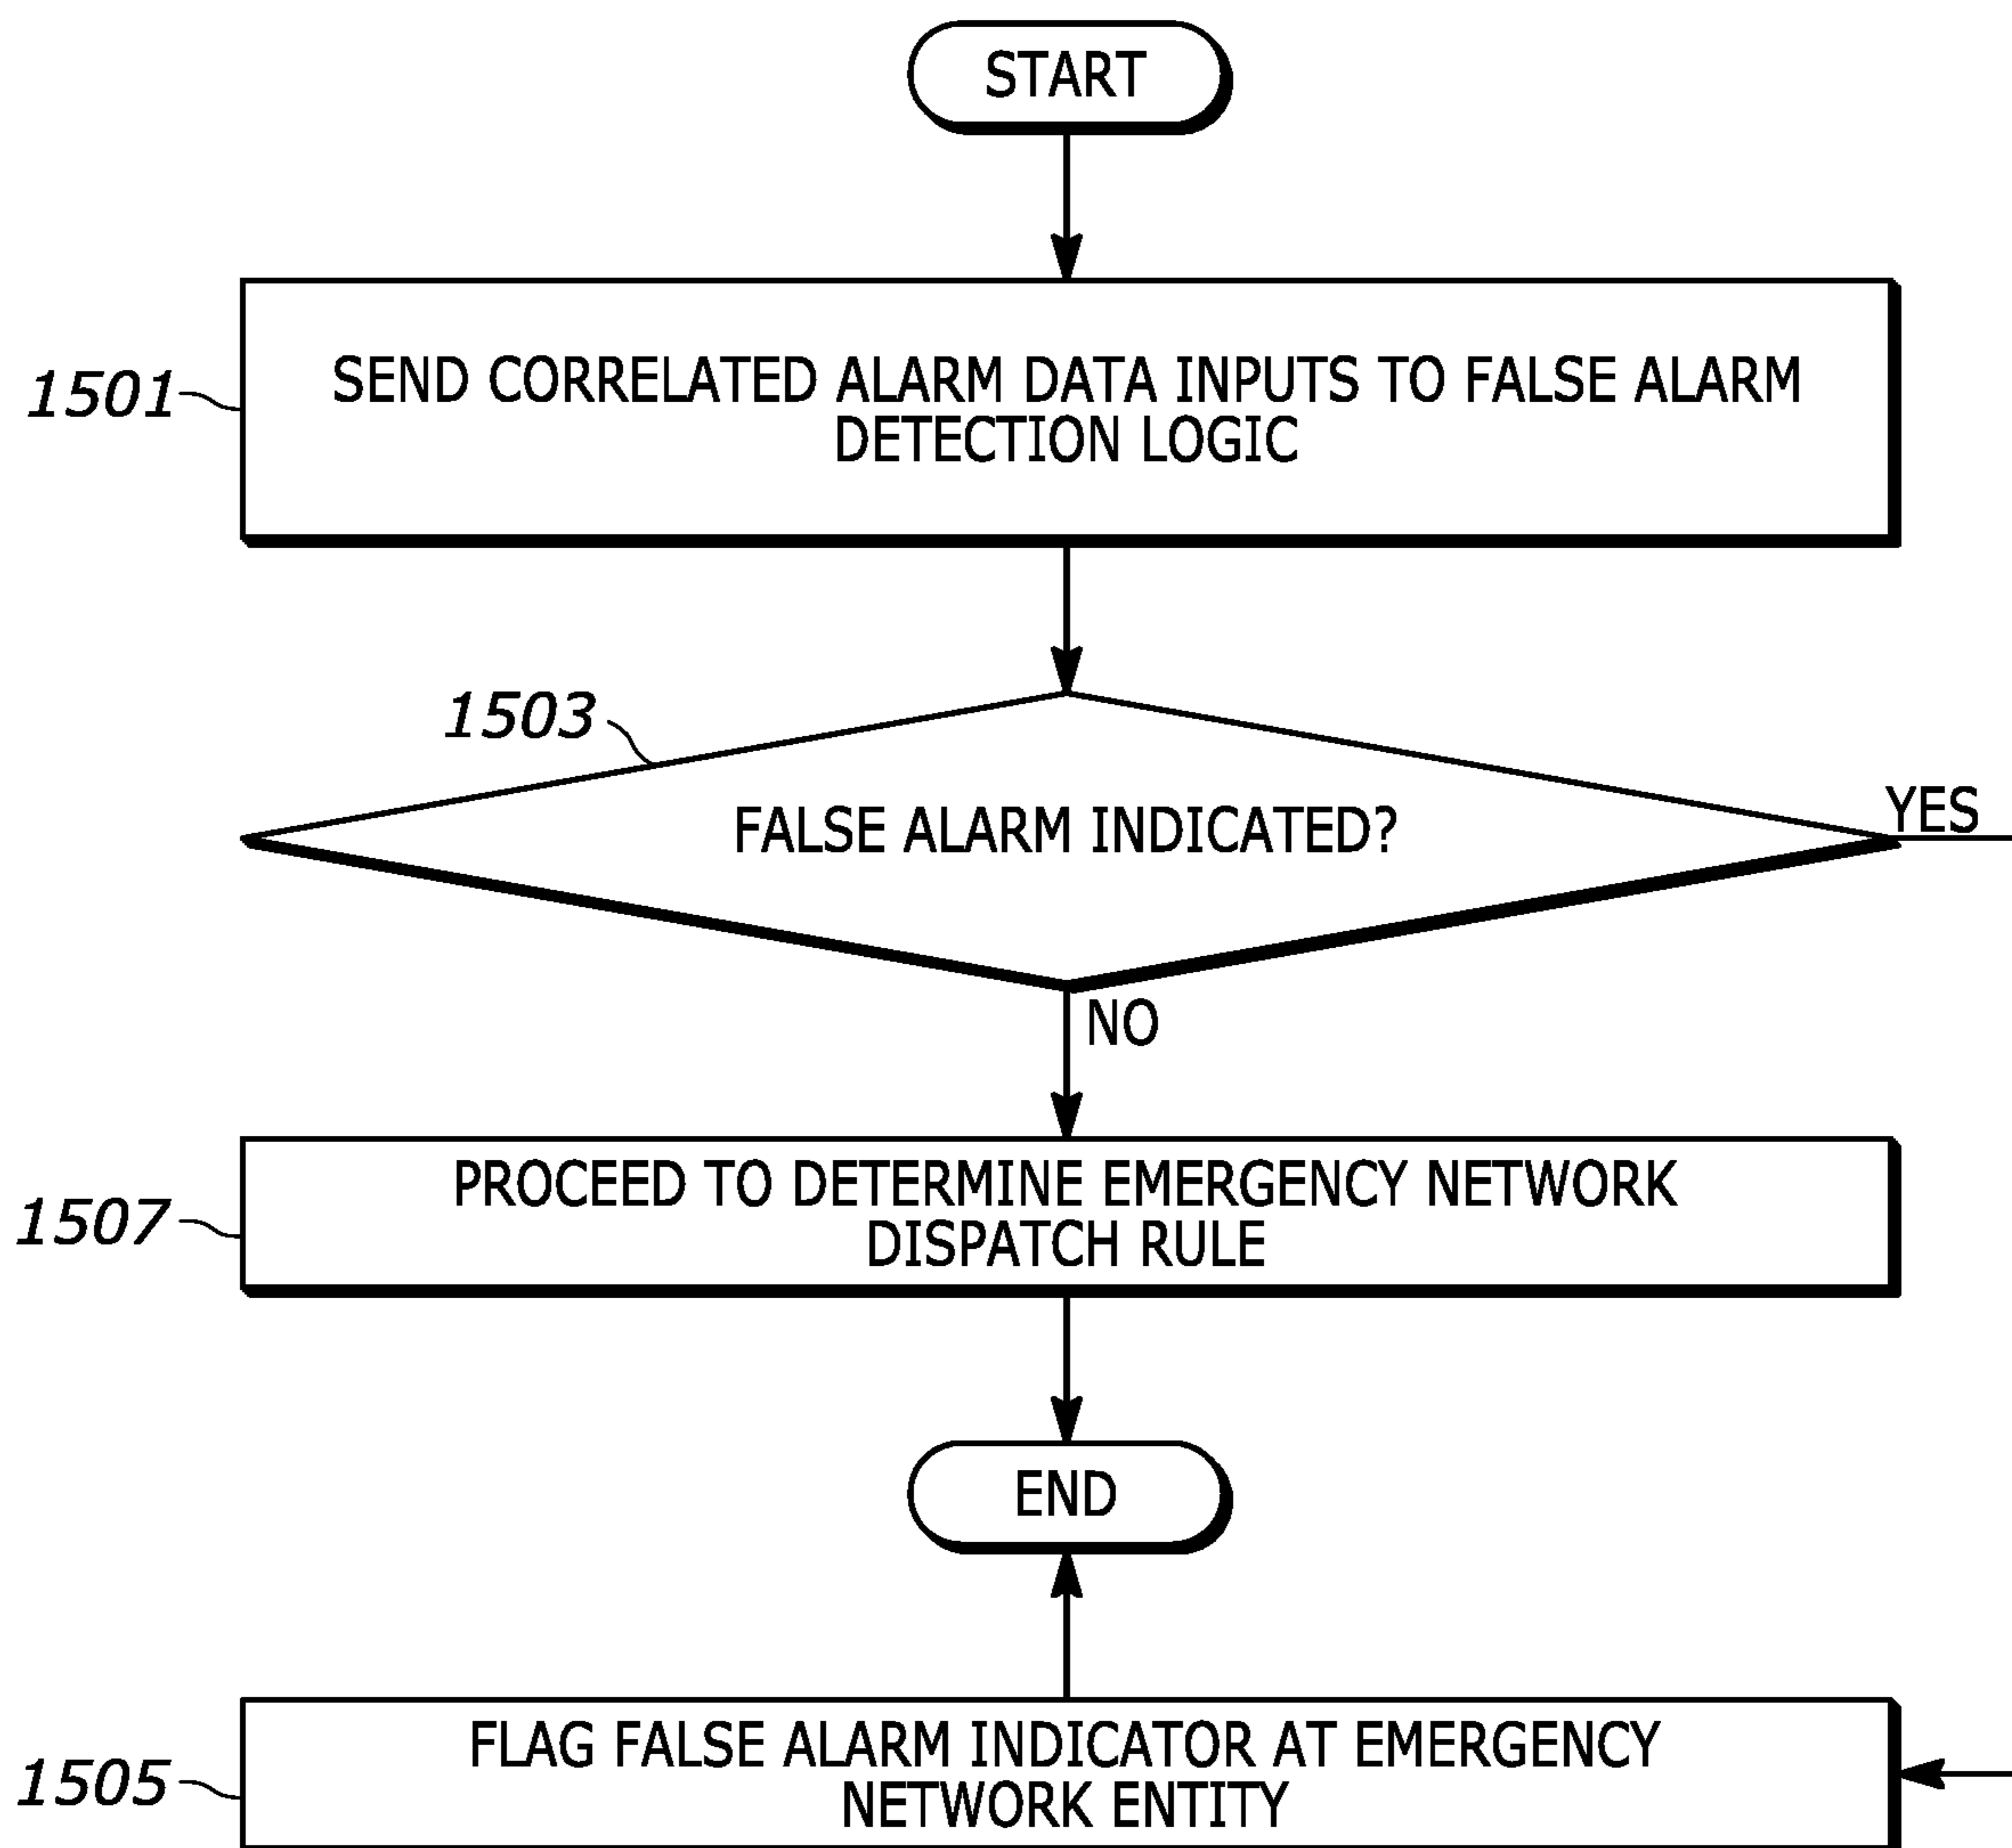 START
1501
SEND CORRELATED ALARM DATA INPUTS TO FALSE ALARM
DETECTION LOGIC
1503
FALSE ALARM INDICATED?
YES
NO
1507
PROCEED TO DETERMINE EMERGENCY NETWORK
DISPATCH RULE
END
1505
FLAG FALSE ALARM INDICATOR AT EMERGENCY
NETWORK ENTITY